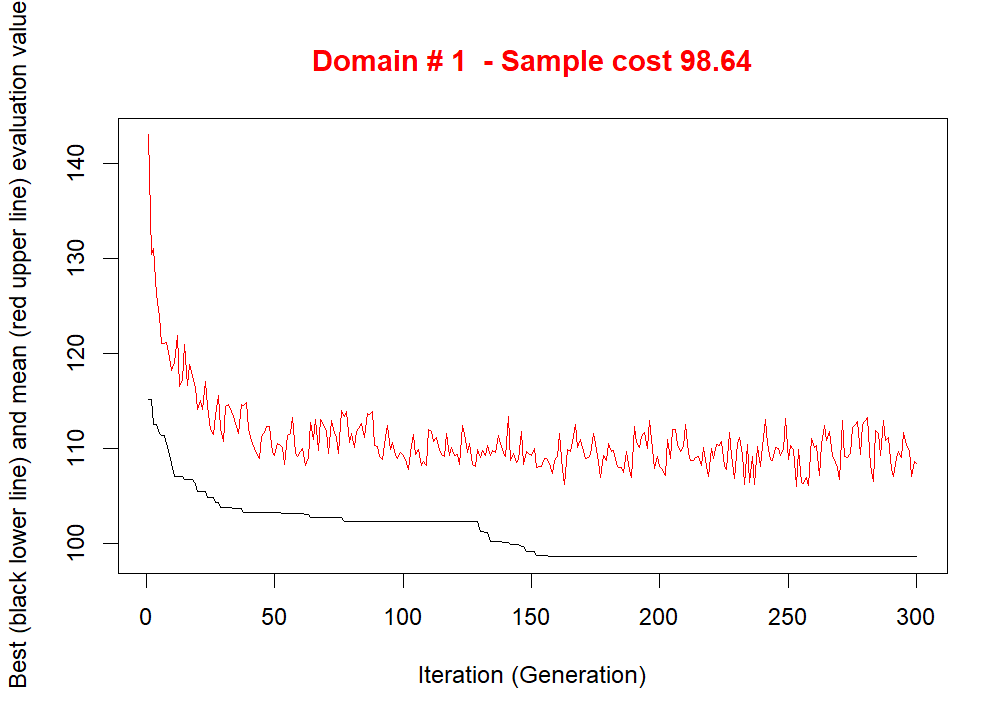 Domain # 1  - Sample cost 98.64
Best (black lower line) and mean (red upper line) evaluation value
140
130
120
110
100
0 50 100 150 200 250 300
Iteration (Generation)